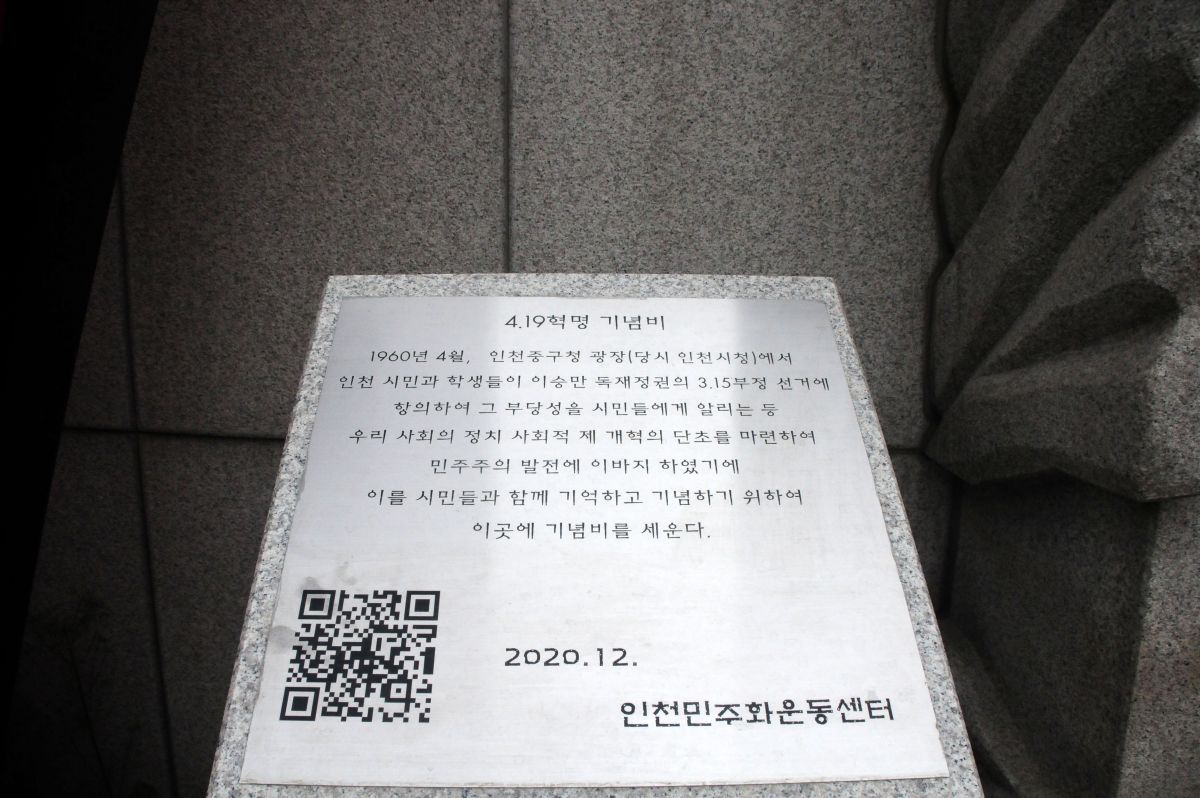 4.19혁명 기념비
1960년 4월, 인천중구청 광장(당시 인천시청)에서
인천 시민과 학생들이 이승만 독재정권의 3.15부정 선거에
항의하여 그 부당성을 시민들에게 알리는 등
우리 사회의 정치 사회적 제 개혁의 단초를 마련하여
민주주의 발전에 이바지 하였기에
이를 시민들과 함께 기억하고 기념하기 위하여
이곳에 기념비를 세운다.
2020.12.
인천민주화운동센터